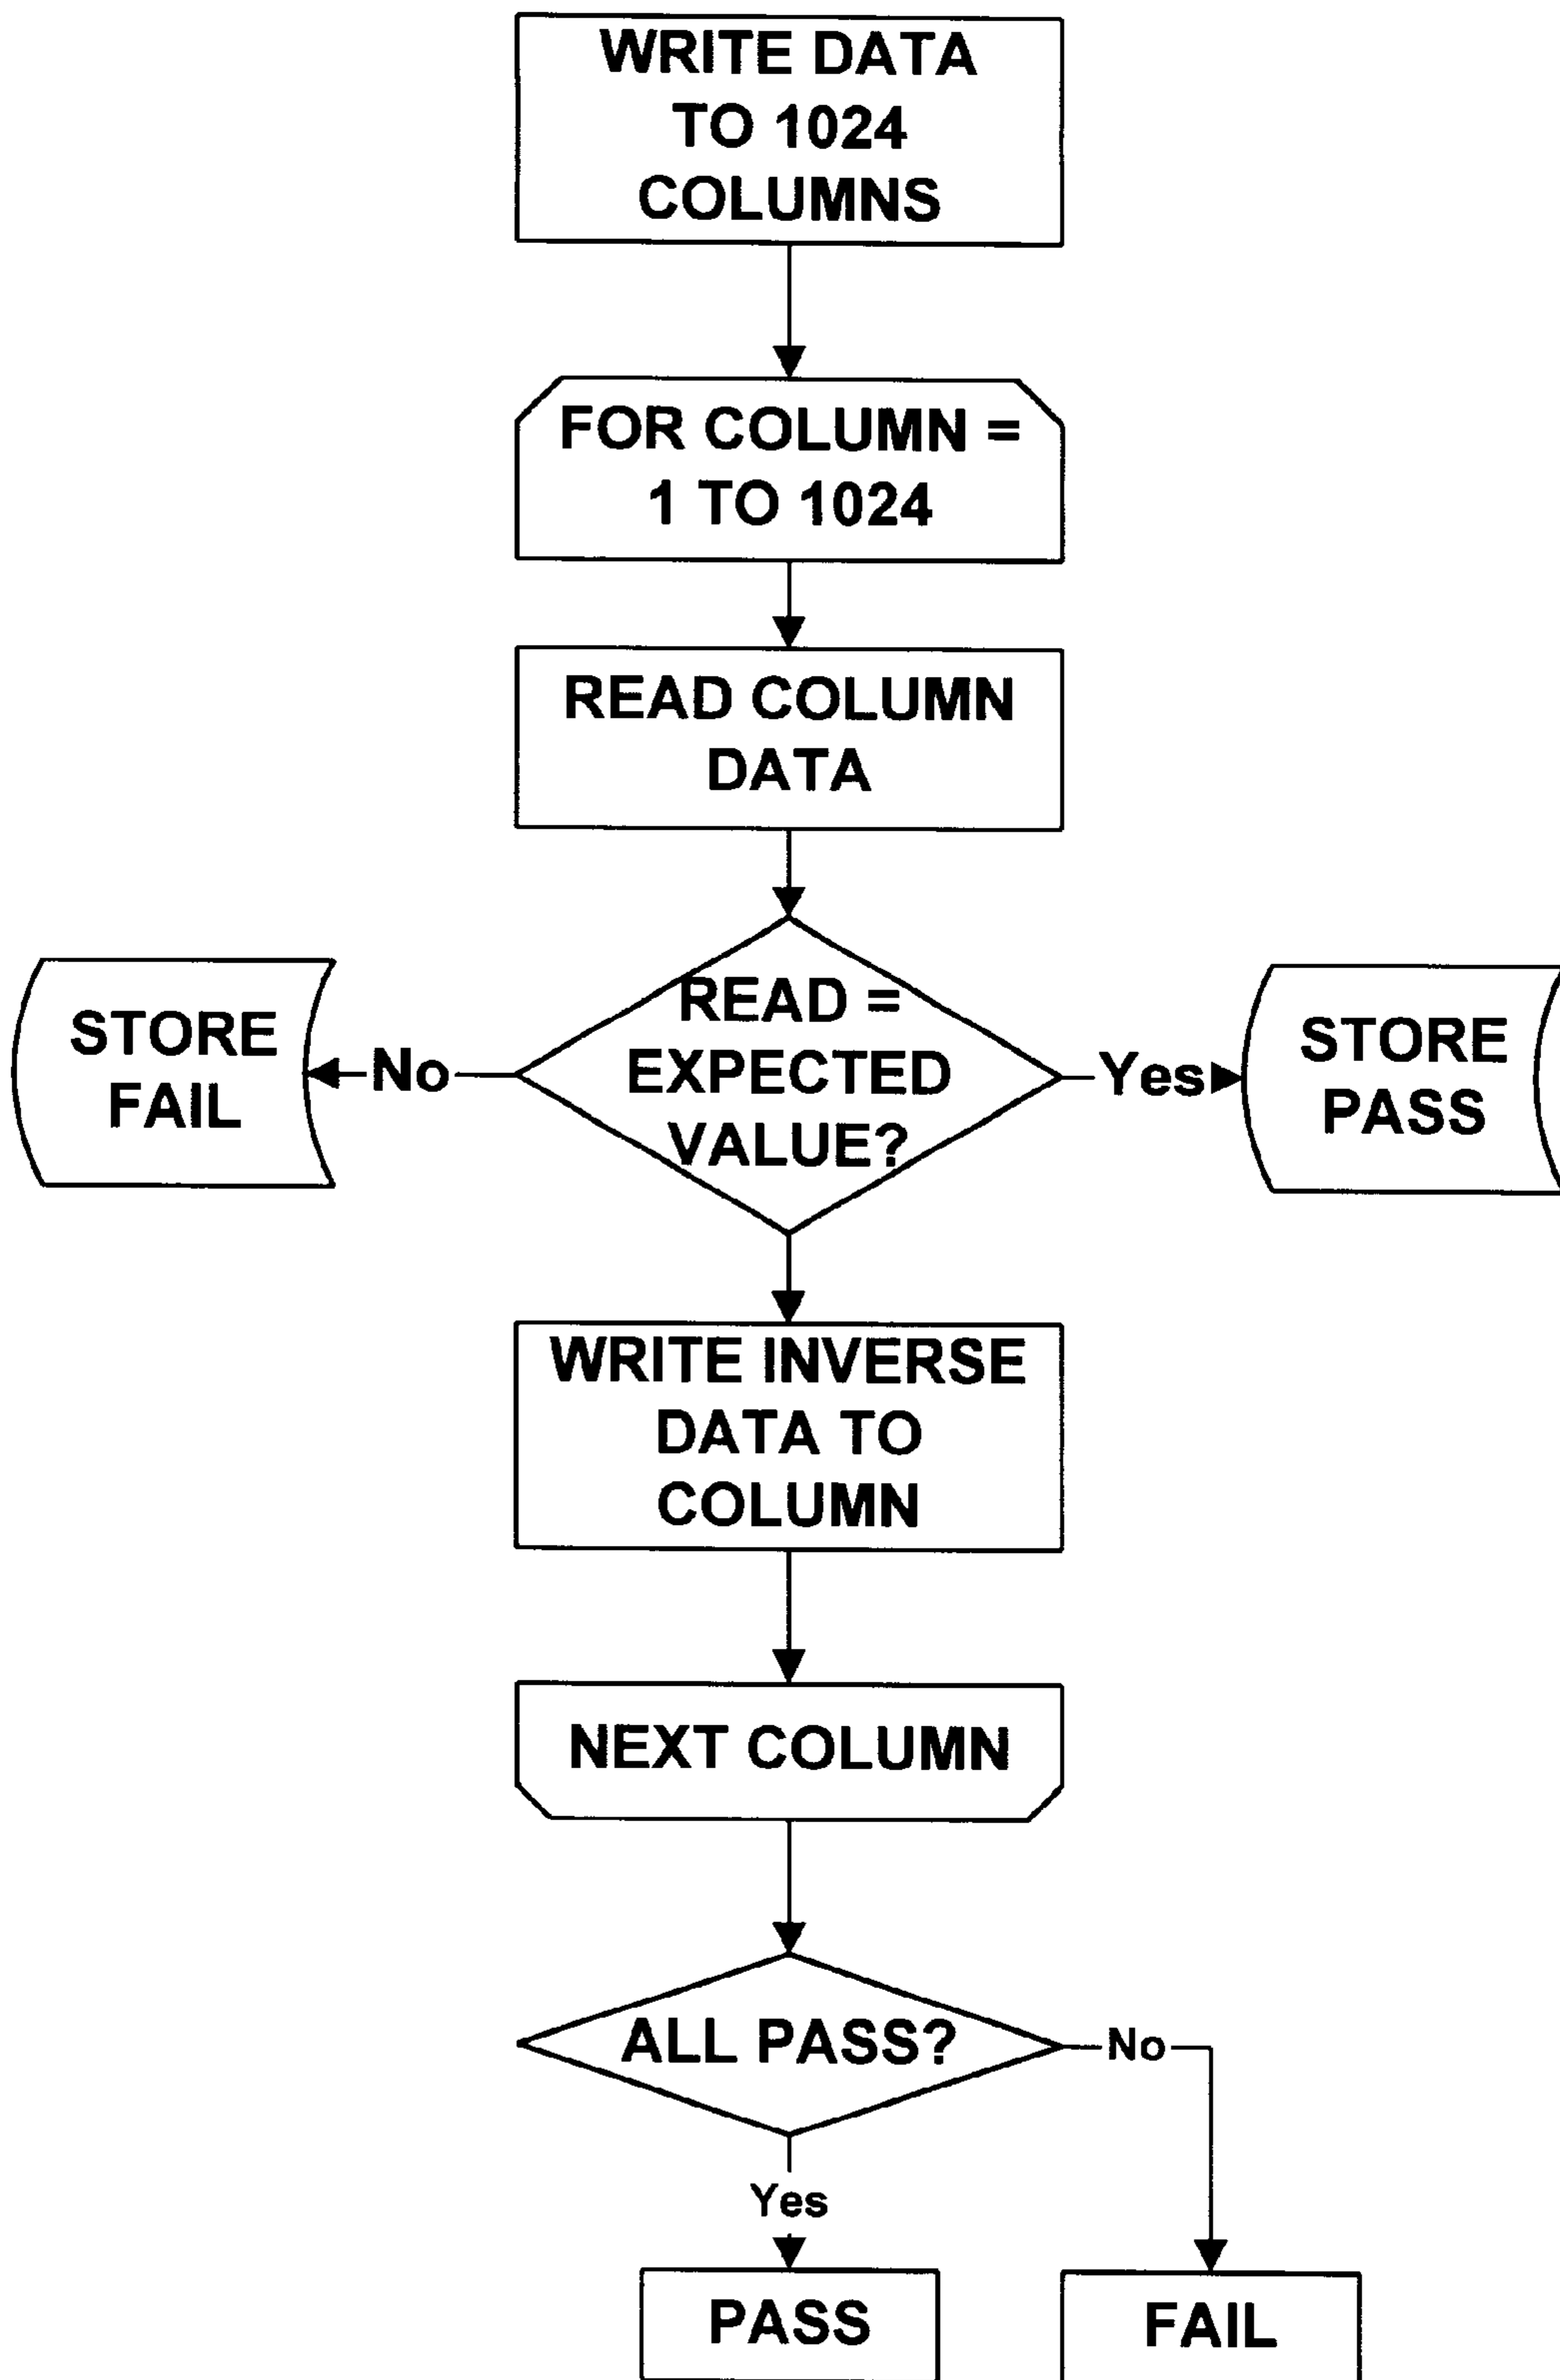 WRITE DATA
TO 1024
COLUMNS
FOR COLUMN =
1 TO 1024
READ COLUMN
DATA
READ =
EXPECTED
VALUE?
No
Yes
STORE
FAIL
STORE
PASS
WRITE INVERSE
DATA TO
COLUMN
NEXT COLUMN
ALL PASS?
No
Yes
PASS
FAIL